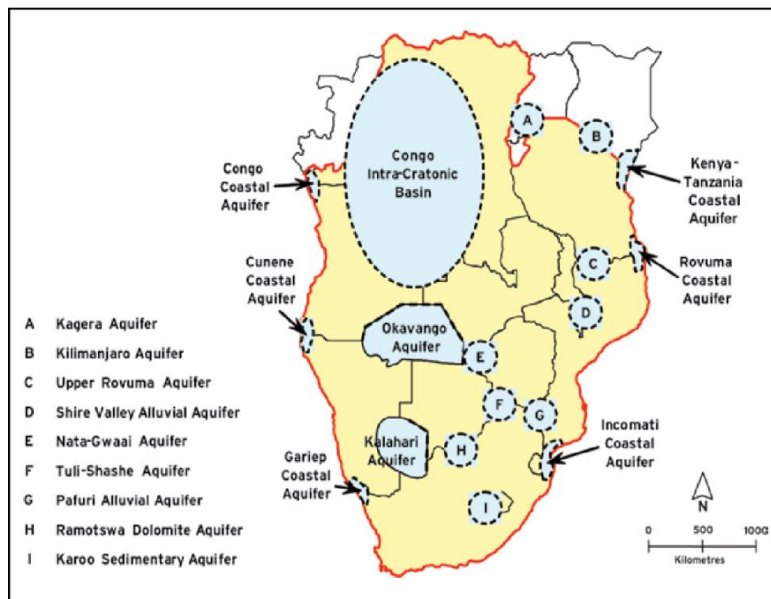 Congo
Intra-Cratonic
Basin
A
B
Congo
Coastal
Aquifer
Kenya-
Tanzania
Coastal
Aquifer
Cunene
Coastal
Aquifer
C
Rovuma
Coastal
Aquifer
D
Okavango
Aquifer
E
F
G
Kalahari
Aquifer
H
Incomati
Coastal
Aquifer
Gariep
Coastal
Aquifer
I
A Kagera Aquifer
B Kilimanjaro Aquifer
C Upper Rovuma Aquifer
D Shire Valley Alluvial Aquifer
E Nata-Gwaai Aquifer
F Tuli-Shashe Aquifer
G Pafuri Alluvial Aquifer
H Ramotswa Dolomite Aquifer
I Karoo Sedimentary Aquifer
N
0 500 1000
Kilometres